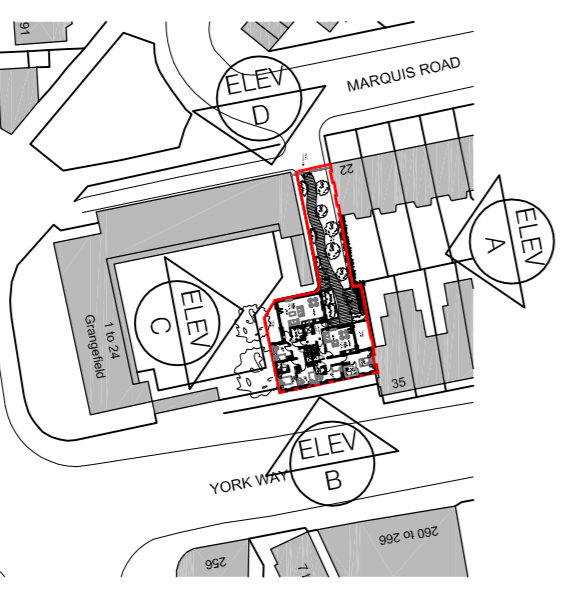 91
ELEV
D
MARQUIS ROAD
22
ELEV
A
ELEV
C
1 to 24
Grangefield
35
ELEV
B
YORK WAY
256
260 to 266